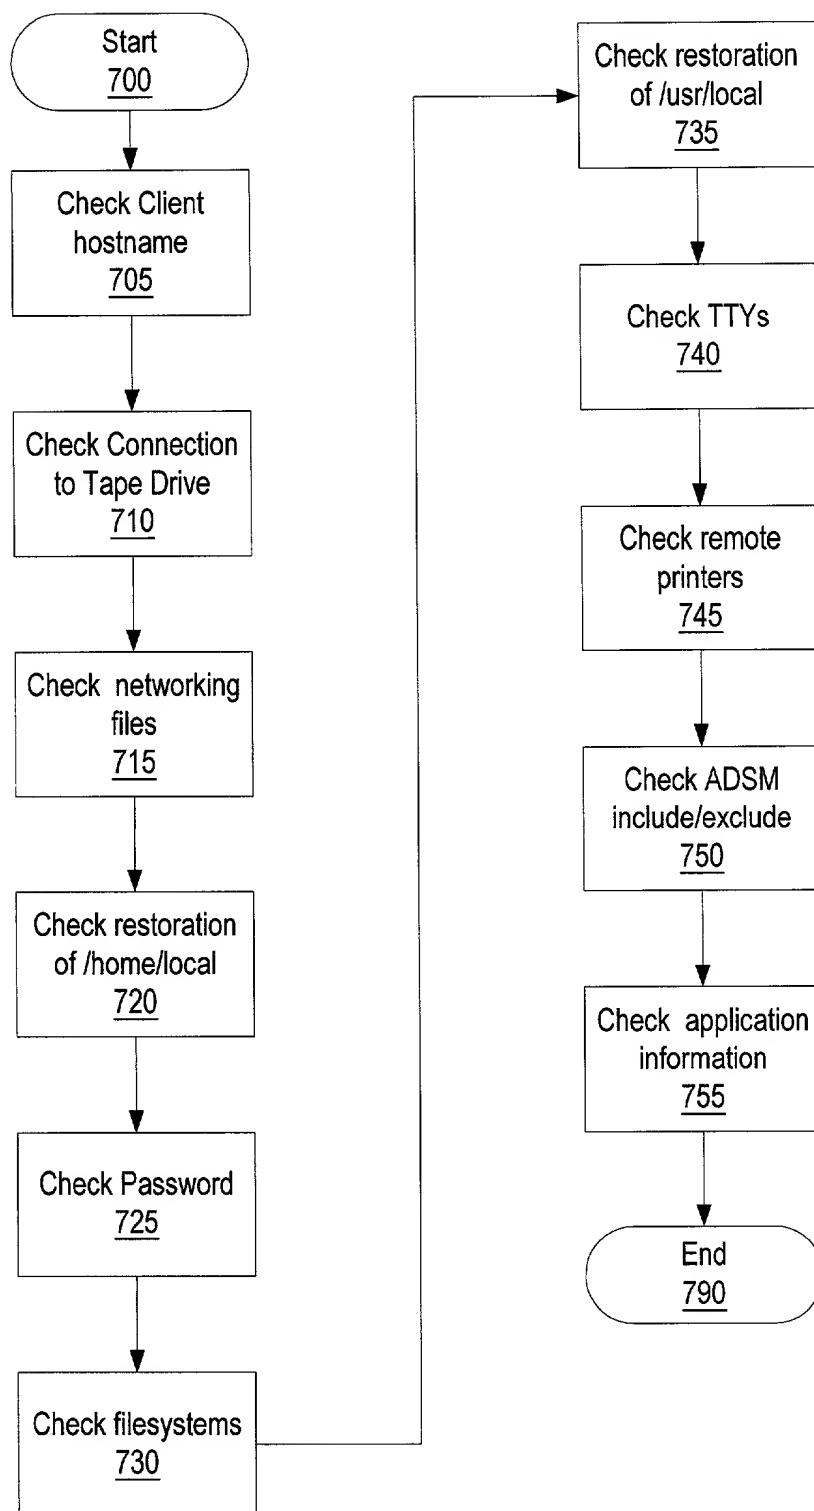 Start
700
Check Client
hostname
705
Check Connection
to Tape Drive
710
Check networking
files
715
Check restoration
of /home/local
720
Check Password
725
Check filesystems
730
Check restoration
of /usr/local
735
Check TTYs
740
Check remote
printers
745
Check ADSM
include/exclude
750
Check application
information
755
End
790